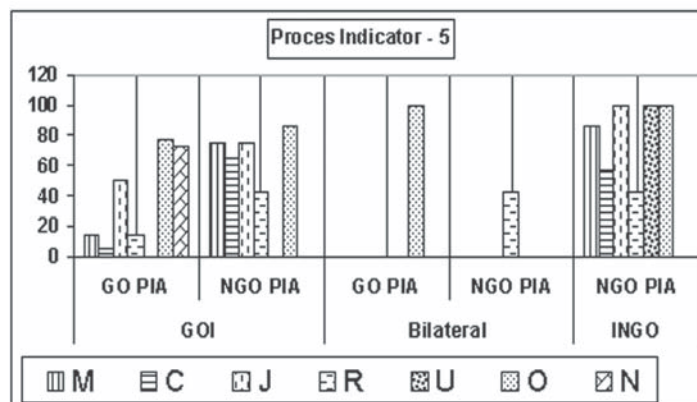 Proces Indicator - 5
120
100
80
60
40
20
0
GO PIA NGO PIA GO PIA NGO PIA NGO PIA
GOI Bilateral INGO
M C J R U O N